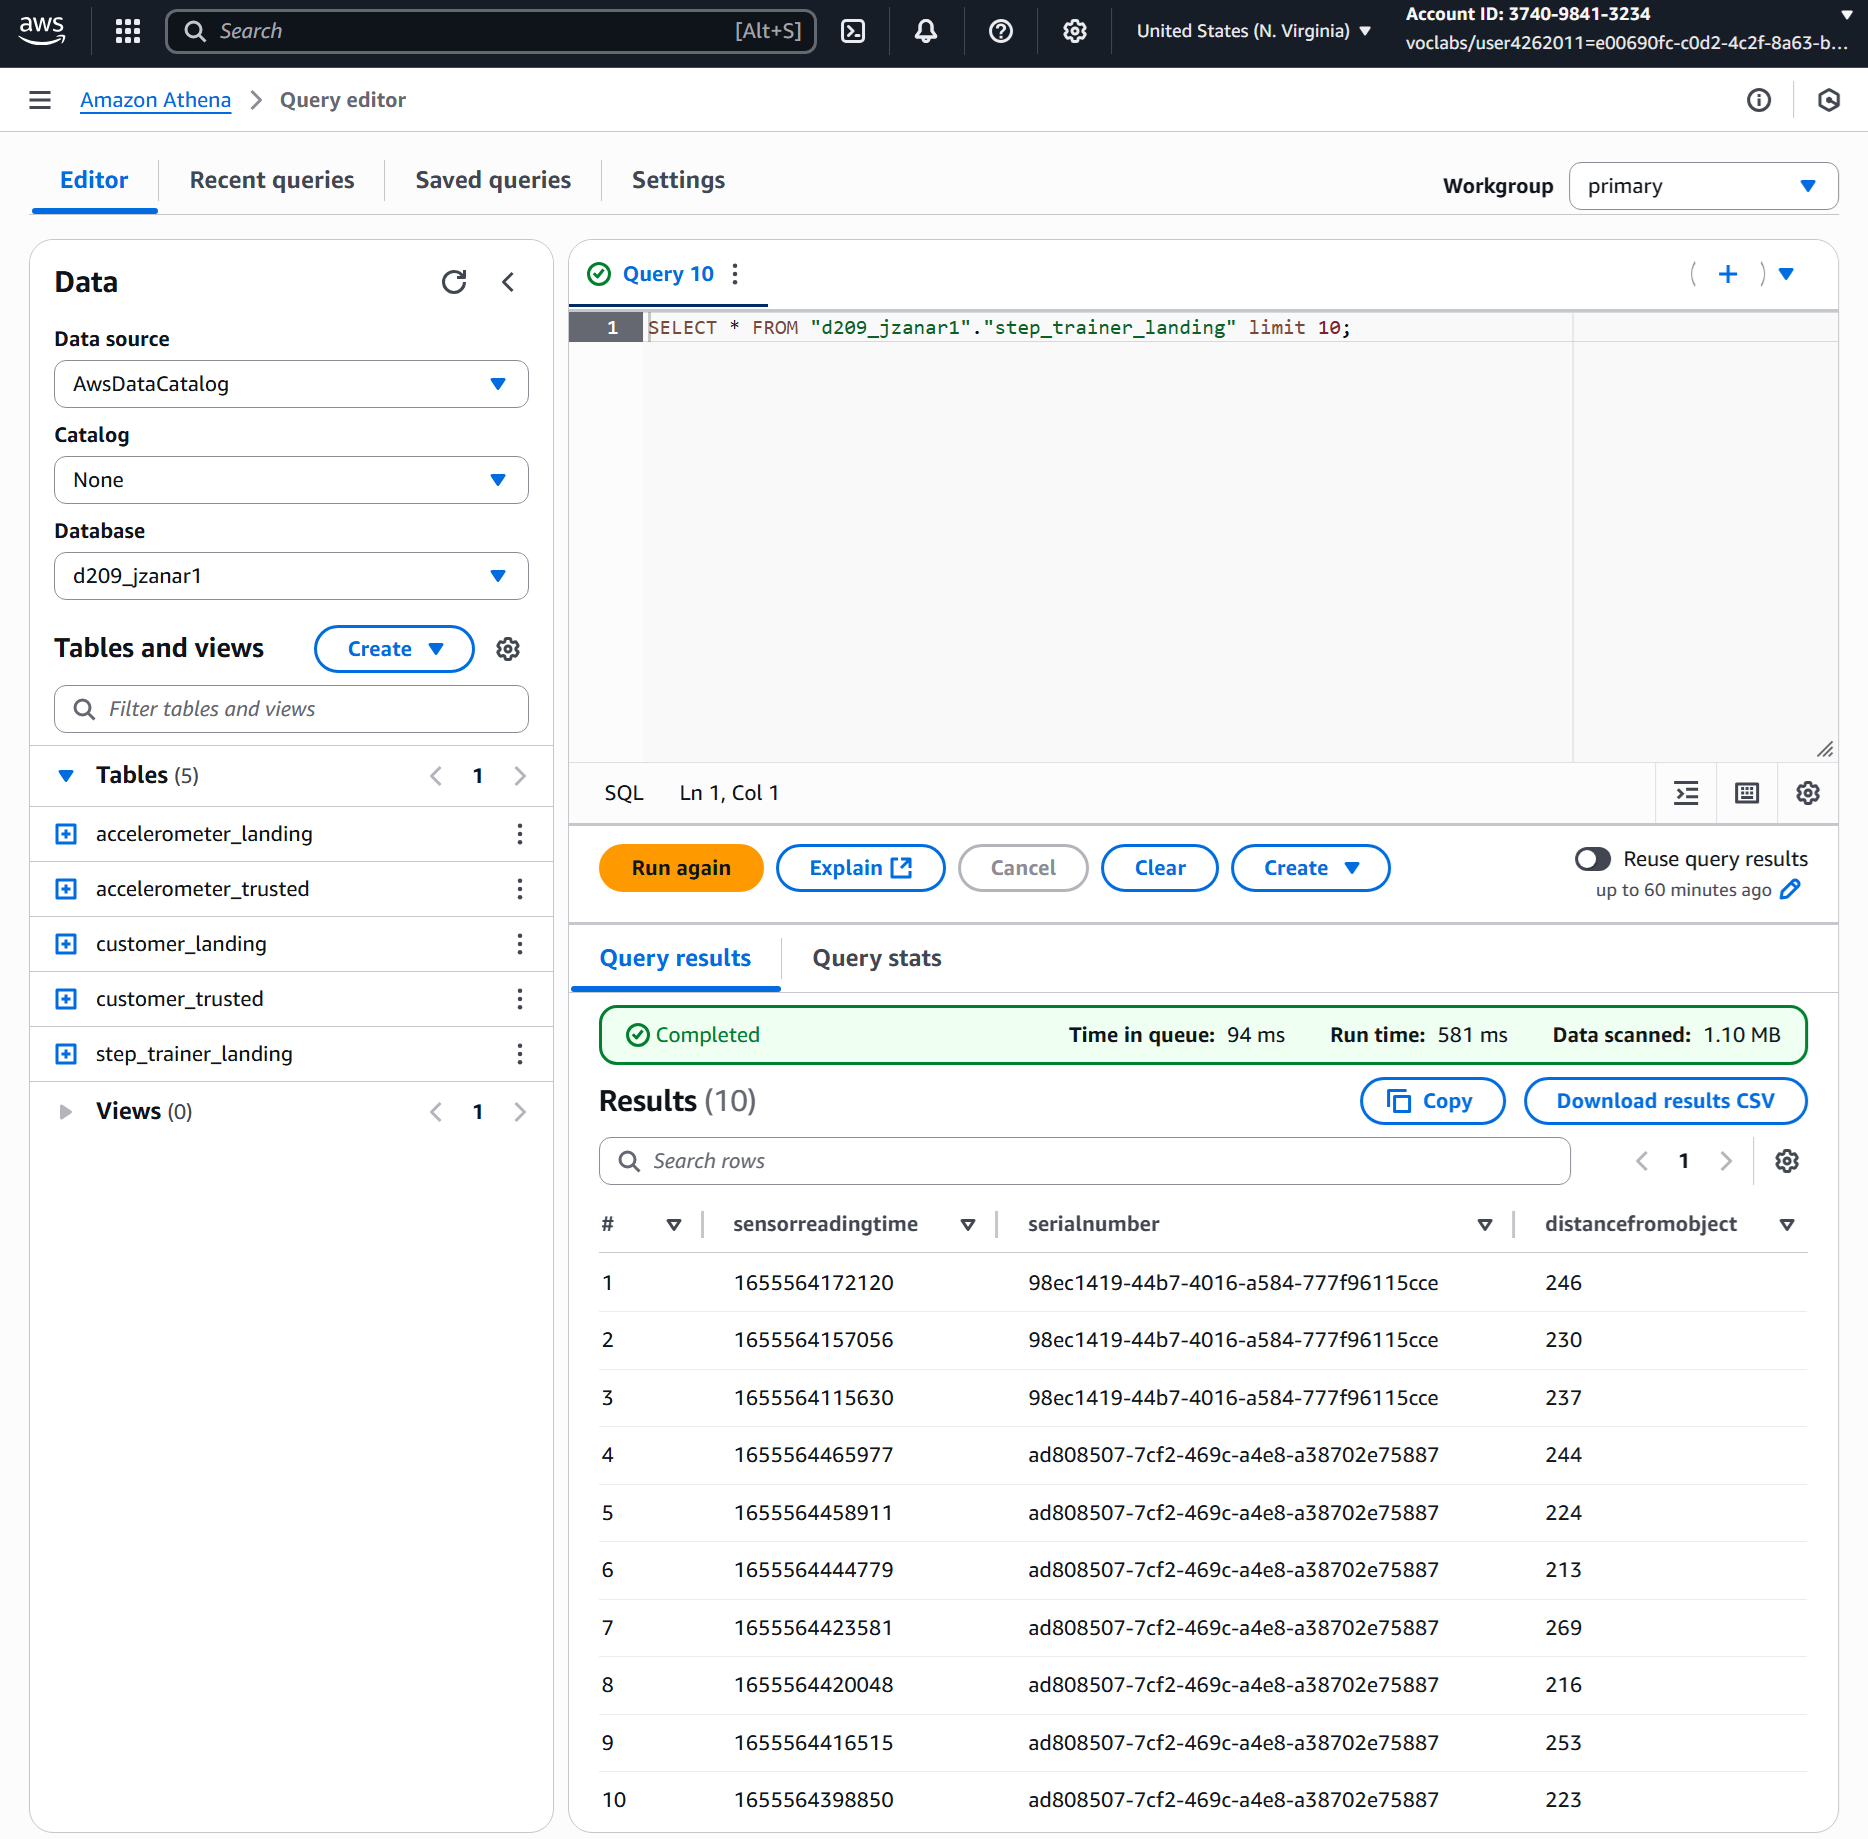 aws
Search [Alt+S]
United States (N. Virginia)
Account ID: 3740-9841-3234
voclabs/user4262011=e00690fc-c0d2-4c2f-8a63-b...
Amazon Athena > Query editor
Editor Recent queries Saved queries Settings
Workgroup primary
Data
Data source
AwsDataCatalog
Catalog
None
Database
d209_jzanar1
Tables and views Create
Filter tables and views
Tables (5) 1
accelerometer_landing
accelerometer_trusted
customer_landing
customer_trusted
step_trainer_landing
Views (0) 1
Query 10
1 SELECT * FROM "d209_jzanar1"."step_trainer_landing" limit 10;
SQL Ln 1, Col 1
Run again Explain Cancel Clear Create
Reuse query results
up to 60 minutes ago
Query results Query stats
Completed Time in queue: 94 ms Run time: 581 ms Data scanned: 1.10 MB
Results (10) Copy Download results CSV
Search rows 1
# sensorreadingtime serialnumber distancefromobject
1 1655564172120 98ec1419-44b7-4016-a584-777f96115cce 246
2 1655564157056 98ec1419-44b7-4016-a584-777f96115cce 230
3 1655564115630 98ec1419-44b7-4016-a584-777f96115cce 237
4 1655564465977 ad808507-7cf2-469c-a4e8-a38702e75887 244
5 1655564458911 ad808507-7cf2-469c-a4e8-a38702e75887 224
6 1655564444779 ad808507-7cf2-469c-a4e8-a38702e75887 213
7 1655564423581 ad808507-7cf2-469c-a4e8-a38702e75887 269
8 1655564420048 ad808507-7cf2-469c-a4e8-a38702e75887 216
9 1655564416515 ad808507-7cf2-469c-a4e8-a38702e75887 253
10 1655564398850 ad808507-7cf2-469c-a4e8-a38702e75887 223